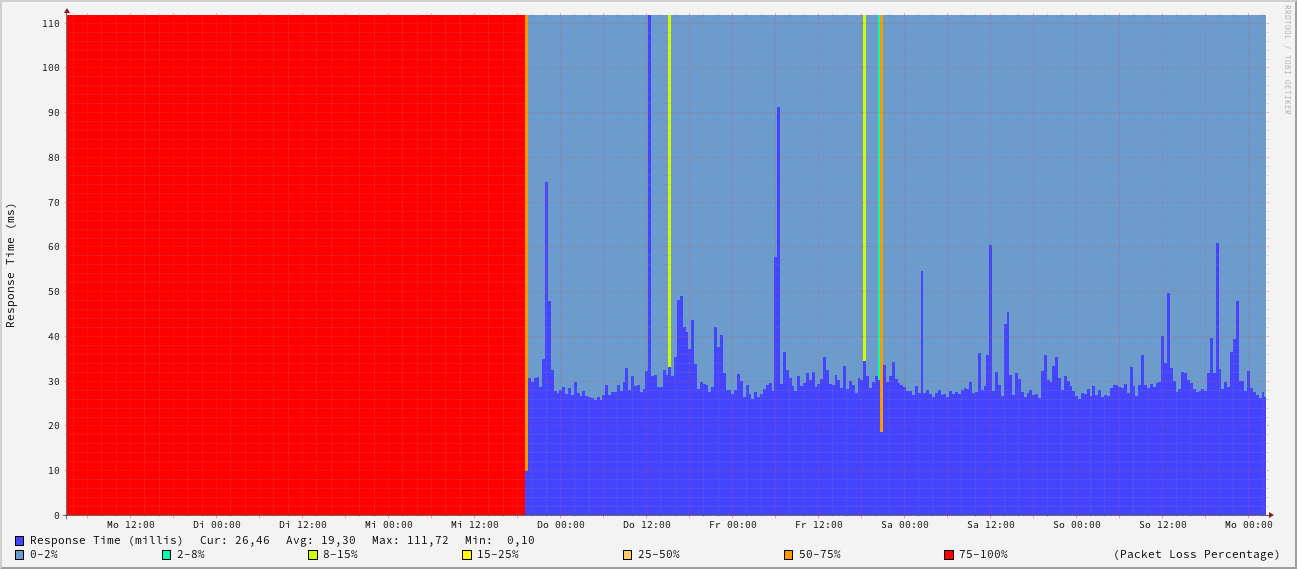 RRDTOOL / TOBI OETIKER
Response Time (ms)
110
100
90
80
70
60
50
40
30
20
10
0
Mo 12:00 Di 00:00 Di 12:00 Mi 00:00 Mi 12:00 Do 00:00 Do 12:00 Fr 00:00 Fr 12:00 Sa 00:00 Sa 12:00 So 00:00 So 12:00 Mo 00:00
Response Time (millis) Cur: 26,46 Avg: 19,30 Max: 111,72 Min: 0,10
0-2% 2-8% 8-15% 15-25% 25-50% 50-75% 75-100% (Packet Loss Percentage)